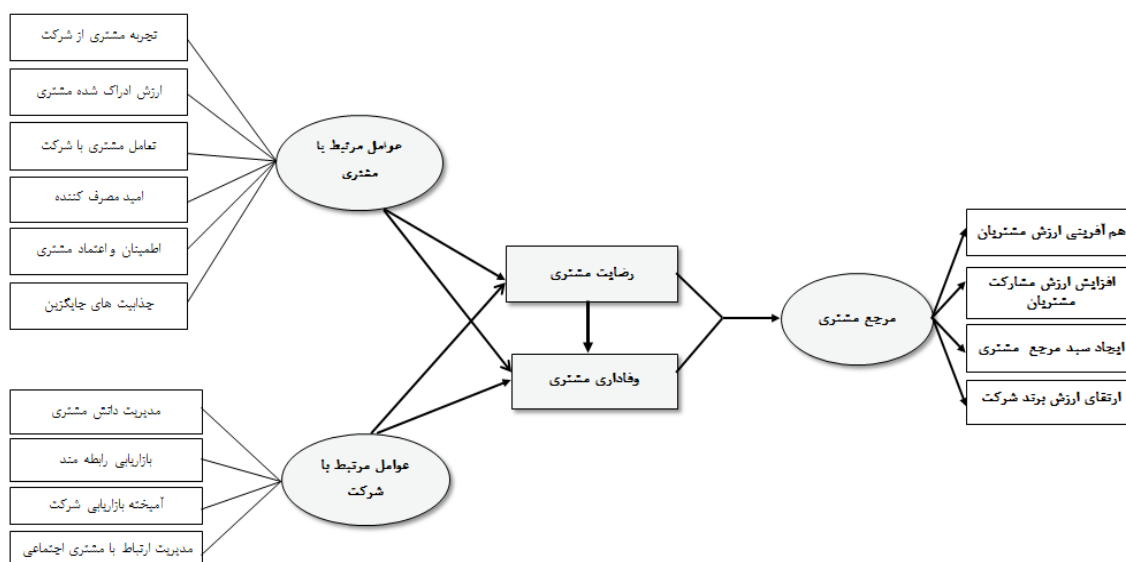 تجربه مشتری از شرکت
ارزش ادراک شده مشتری
تعامل مشتری با شرکت
امید مصرف کننده
اطمینان و اعتماد مشتری
جذابیت های جایگزین
عوامل مرتبط با
مشتری
مدیریت دانش مشتری
بازاریابی رابطه مند
آمیخته بازاریابی شرکت
مدیریت ارتباط با مشتری اجتماعی
عوامل مرتبط با
شرکت
رضایت مشتری
وفاداری مشتری
مرجع مشتری
هم آفرینی ارزش مشتریان
افزایش ارزش مشارکت
مشتریان
ایجاد سبد مرجع مشتری
ارتقای ارزش برند شرکت